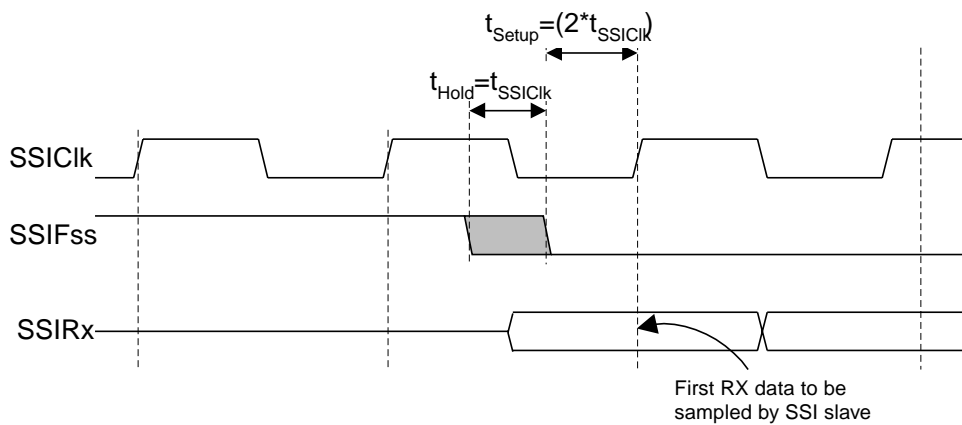 tSetup=(2*tSSIClk)
tHold=tSSIClk
SSIClk
SSIFss
SSIRx
First RX data to be
sampled by SSI slave